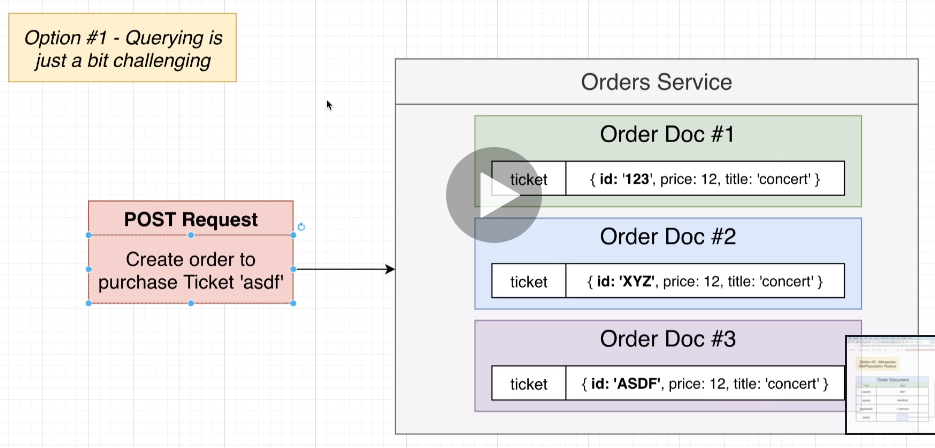 Option #1 - Querying is
just a bit challenging
Orders Service
Order Doc #1
ticket
{ id: '123', price: 12, title: 'concert' }
POST Request
Create order to
purchase Ticket 'asdf'
Order Doc #2
ticket
{ id: 'XYZ', price: 12, title: 'concert' }
Order Doc #3
ticket
{ id: 'ASDF', price: 12, title: 'concert' }
Order Document